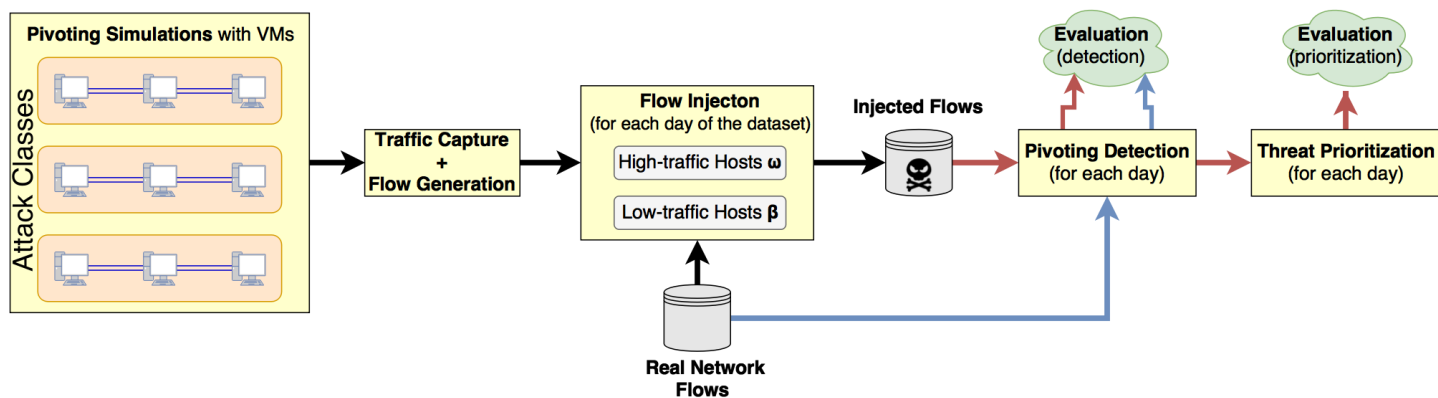 Pivoting Simulations with VMs
Attack Classes
Traffic Capture
+
Flow Generation
Flow Injecton
(for each day of the dataset)
High-traffic Hosts ω
Low-traffic Hosts β
Real Network
Flows
Injected Flows
Pivoting Detection
(for each day)
Evaluation
(detection)
Threat Prioritization
(for each day)
Evaluation
(prioritization)